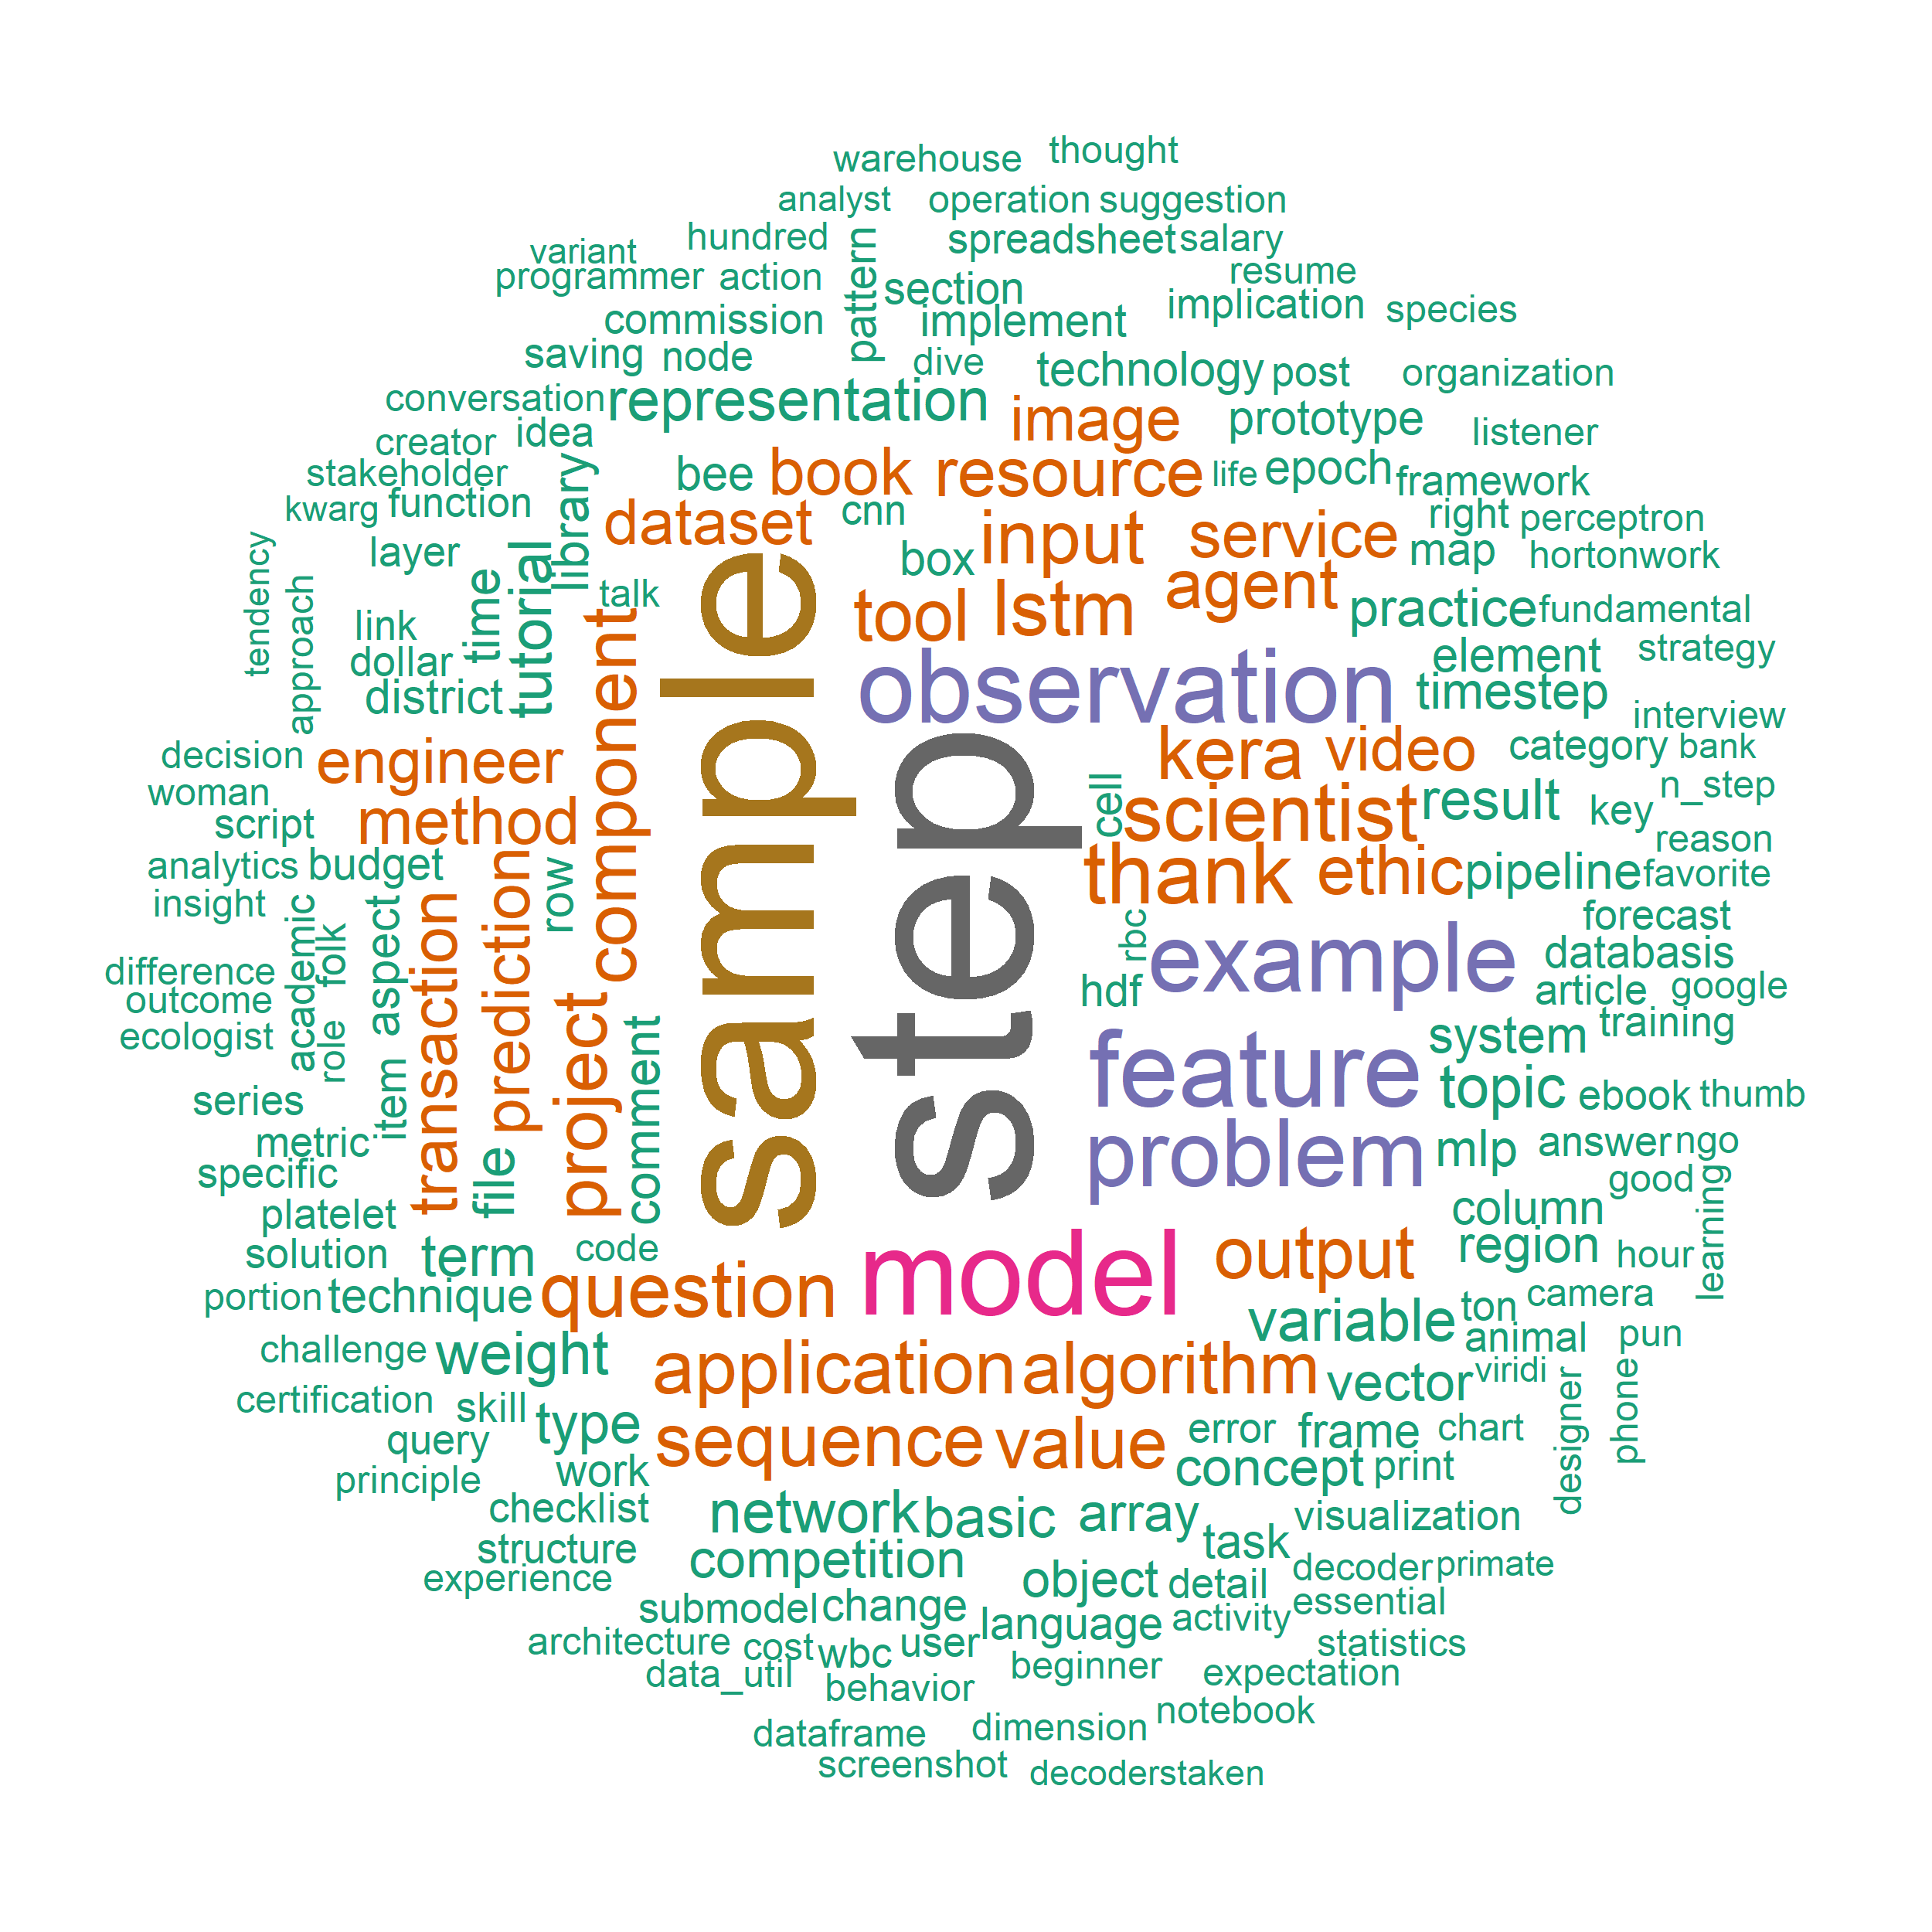 warehouse thought
analyst operation suggestion
hundred spreadsheet salary
variant pattern
programmer action section resume
commission implement implication species
saving node dive technology post organization
conversation representation image prototype
creator idea listener
stakeholder bee book resource life epoch framework
kwarg function library dataset cnn right perceptron
layer box input service map hortonwork
tendency approach time tutorial talk tool lstm agent practice fundamental
link
dollar element strategy
district component sample observation timestep
interview
decision engineer kera video category bank
woman n_step
script method step cell scientist result key
reason
analytics budget row thank ethic pipeline favorite
insight
academic folk aspect transaction prediction rbc forecast
difference example databasis
outcome project hdf article google
ecologist role comment system training
item feature
series topic ebook thumb
metric problem mlp answer ngo
specific file good
platelet column learning
solution term code model output region hour
portion technique question camera
variable ton
challenge weight animal pun
application algorithm vector viridi
certification skill designer phone
query type sequence value error frame chart
principle work concept print
checklist network basic array visualization
structure competition task
experience object detail decoder primate
submodel change language activity essential
architecture cost wbc user statistics
data_util behavior beginner expectation
notebook
dataframe dimension
screenshot decoderstaken